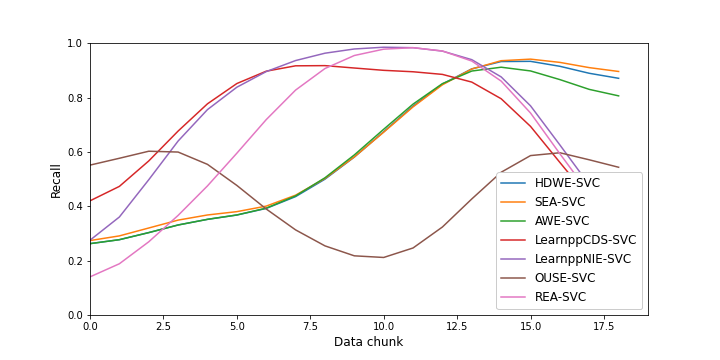 1.0
0.8
0.6
0.4
0.2
0.0
Recall
0.0 2.5 5.0 7.5 10.0 12.5 15.0 17.5
Data chunk
HDWE-SVC
SEA-SVC
AWE-SVC
LearnppCDS-SVC
LearnppNIE-SVC
OUSE-SVC
REA-SVC